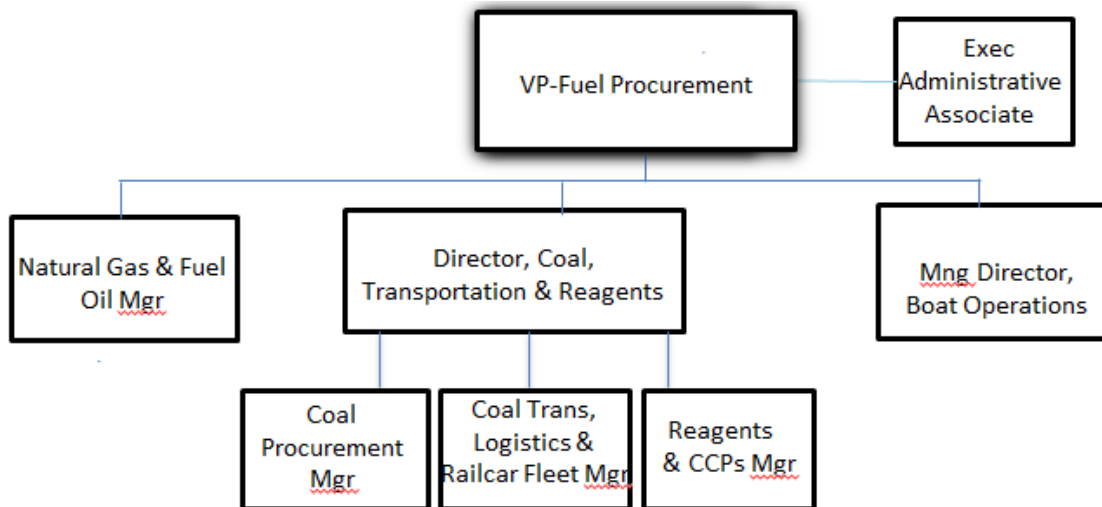 VP-Fuel Procurement
Exec
Administrative
Associate
Natural Gas & Fuel
Oil Mgr
Director, Coal,
Transportation & Reagents
Mng Director,
Boat Operations
Coal
Procurement
Mgr
Coal Trans,
Logistics &
Railcar Fleet Mgr
Reagents
& CCPs Mgr